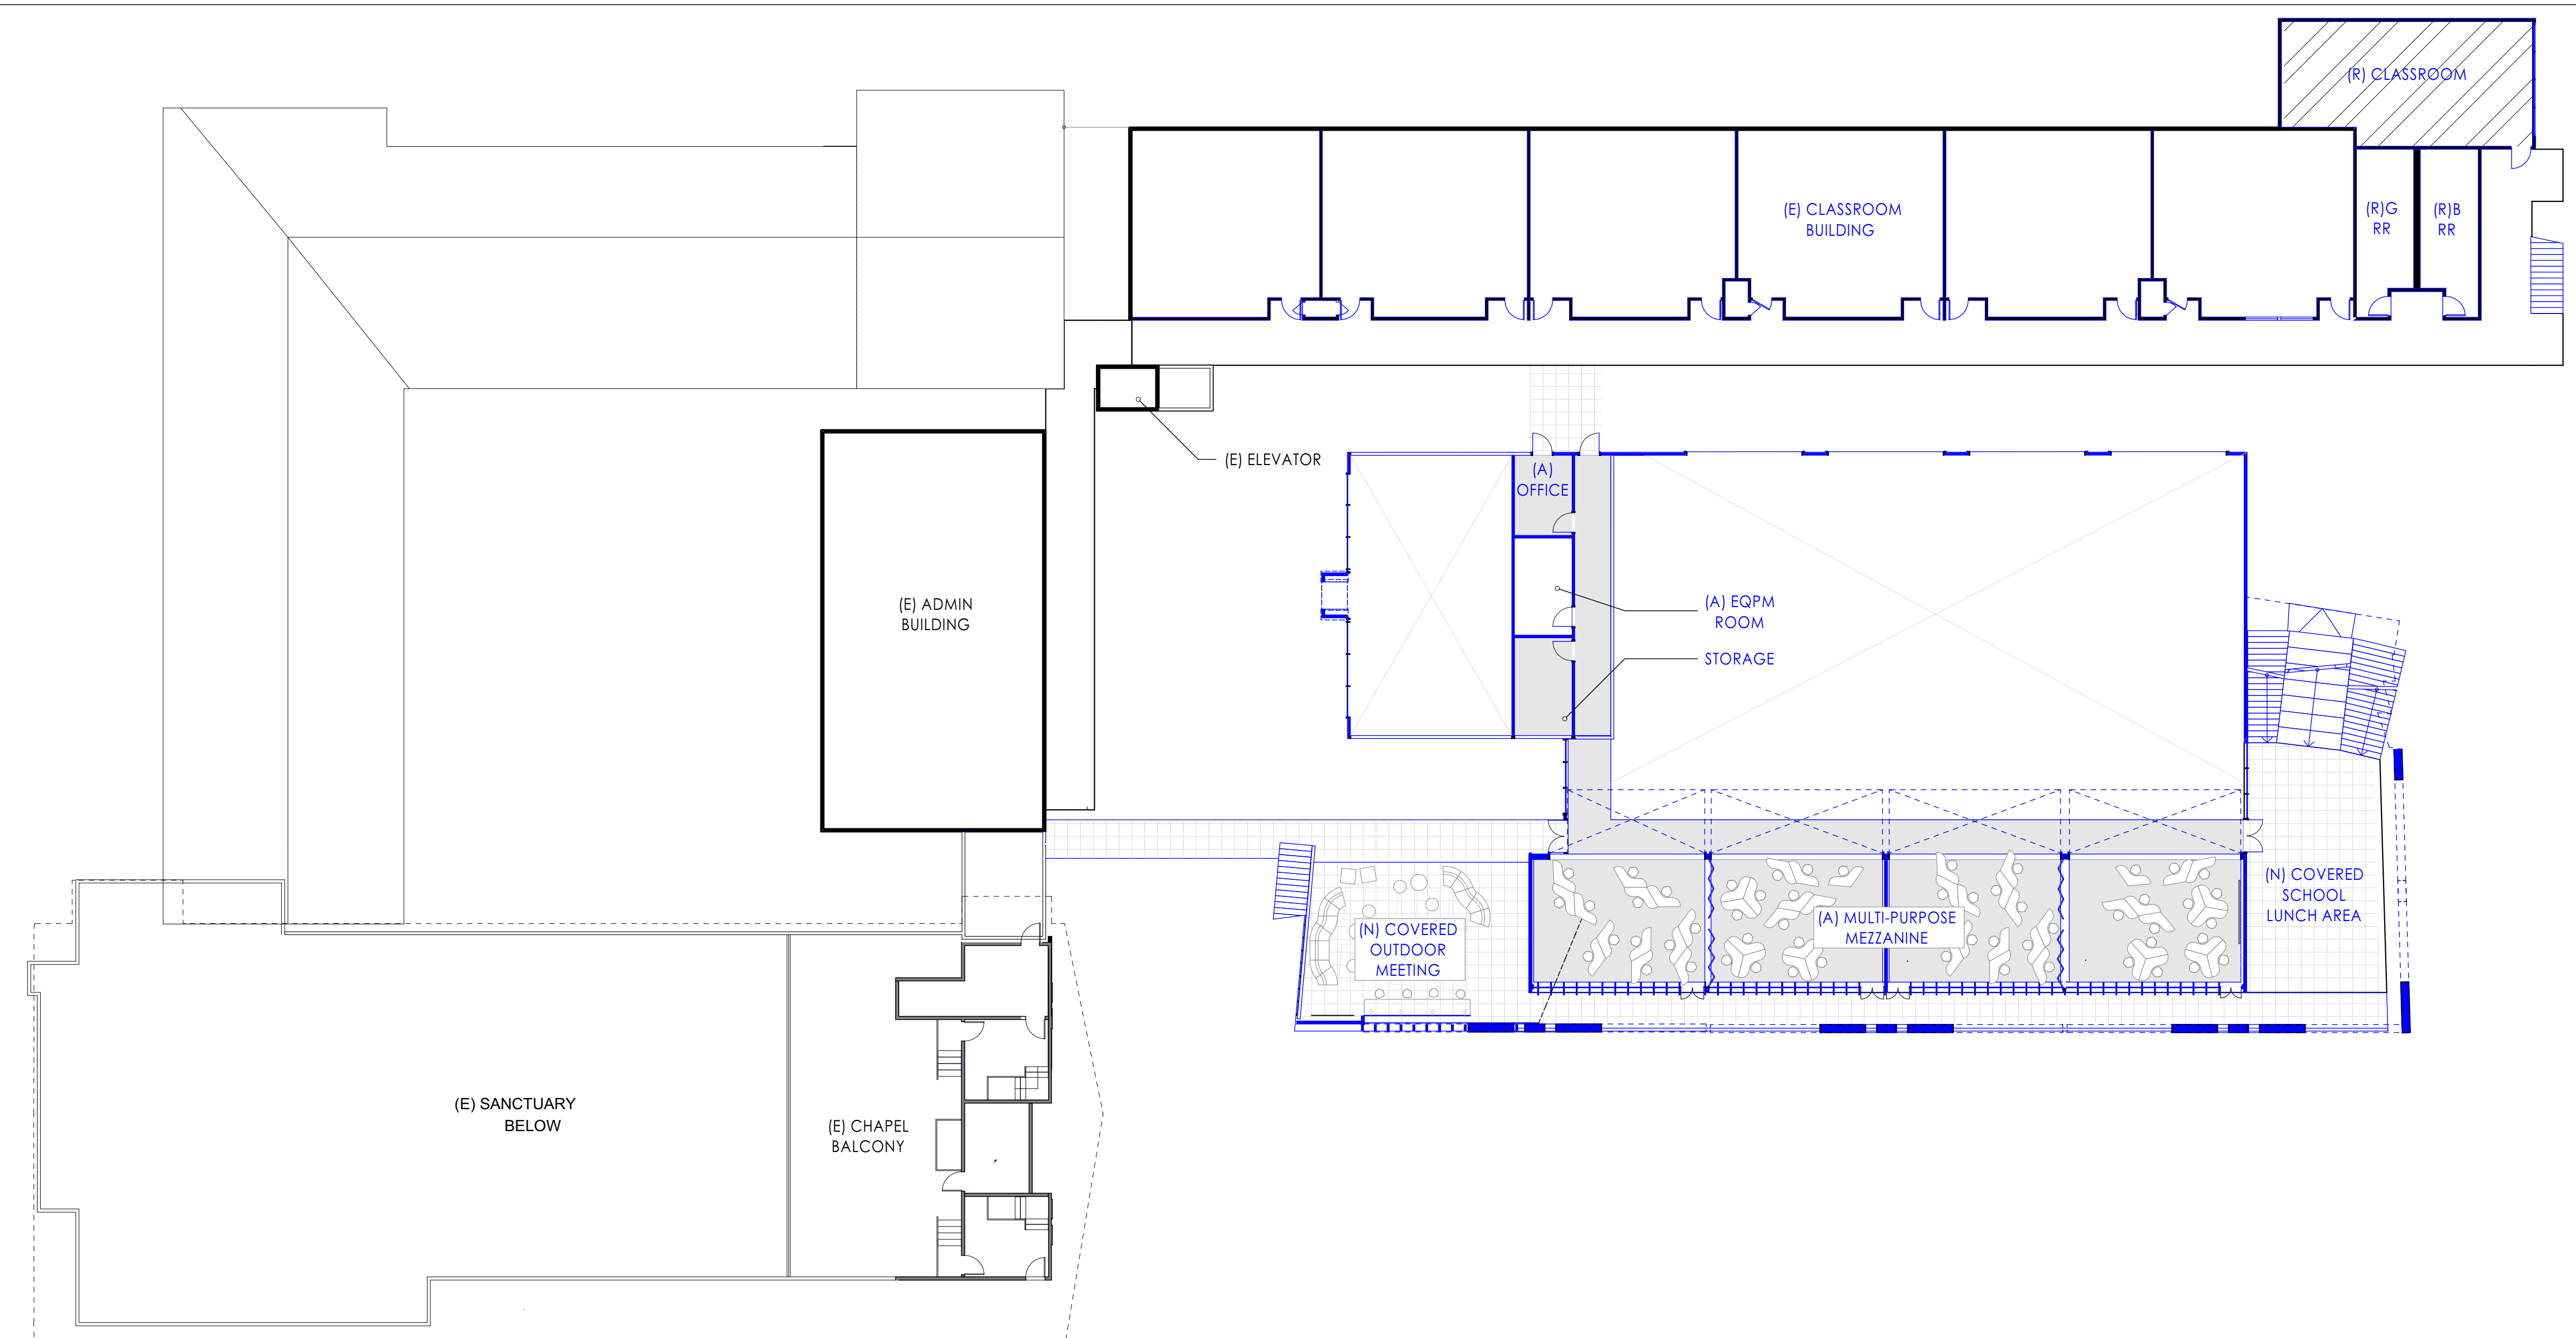 (R) CLASSROOM
(E) CLASSROOM
BUILDING
(R)G
RR
(R)B
RR
(E) ELEVATOR
(A)
OFFICE
(E) ADMIN
BUILDING
(A) EQPM
ROOM
STORAGE
(N) COVERED
SCHOOL
LUNCH AREA
(N) COVERED
OUTDOOR
MEETING
(A) MULTI-PURPOSE
MEZZANINE
(E) SANCTUARY
BELOW
(E) CHAPEL
BALCONY